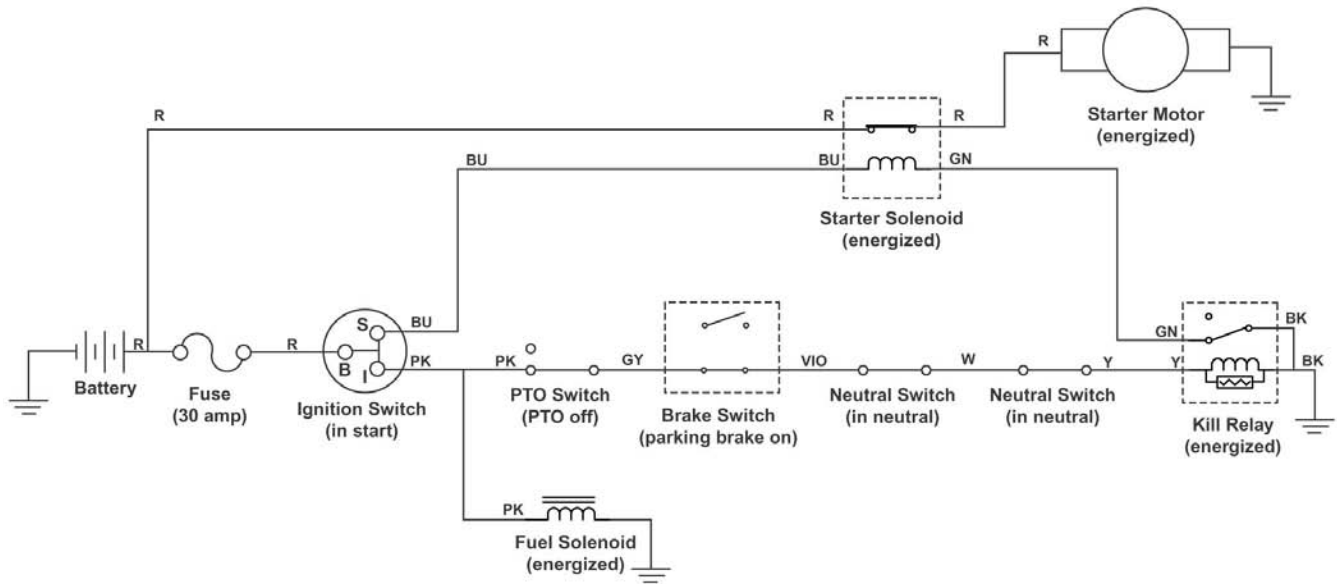 R
Starter Motor
(energized)
R
R
R
BU
BU
GN
Starter Solenoid
(energized)
R
Battery
Fuse
(30 amp)
R
S
B
I
Ignition Switch
(in start)
BU
PK
PK
PTO Switch
(PTO off)
GY
Brake Switch
(parking brake on)
VIO
Neutral Switch
(in neutral)
W
Neutral Switch
(in neutral)
Y
Y
GN
BK
BK
Kill Relay
(energized)
PK
Fuel Solenoid
(energized)